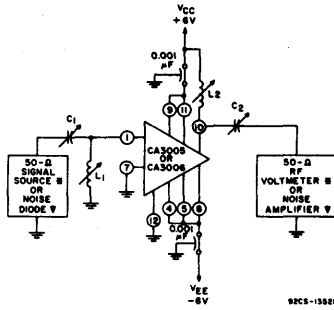 VCC
+6V
0.001
µF
L2
C2
C1
9
11
10
1
CA3005
OR
CA3006
7
L1
12
4
5
8
0.001
µF
50-Ω
SIGNAL
SOURCE ※
OR
NOISE
DIODE ∇
50-Ω
RF
VOLTMETER ※
OR
NOISE
AMPLIFIER ∇
VEE
-6V
92CS-13528